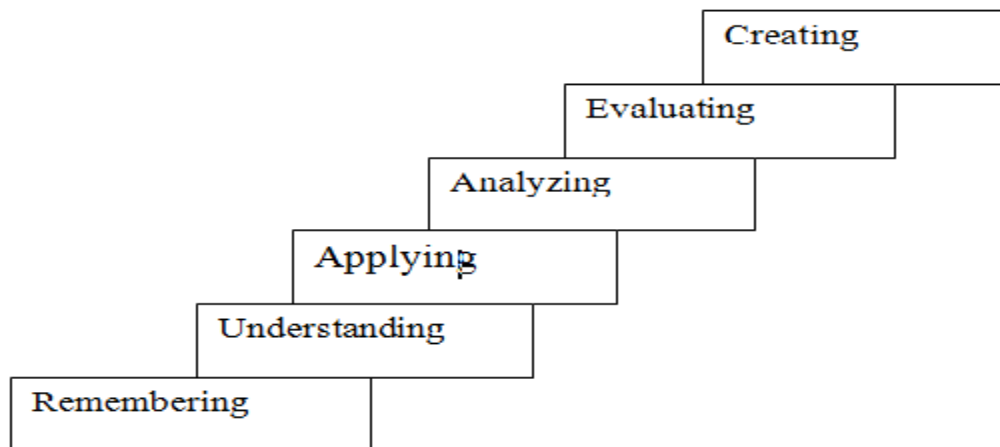 Creating
Evaluating
Analyzing
Applying
Understanding
Remembering